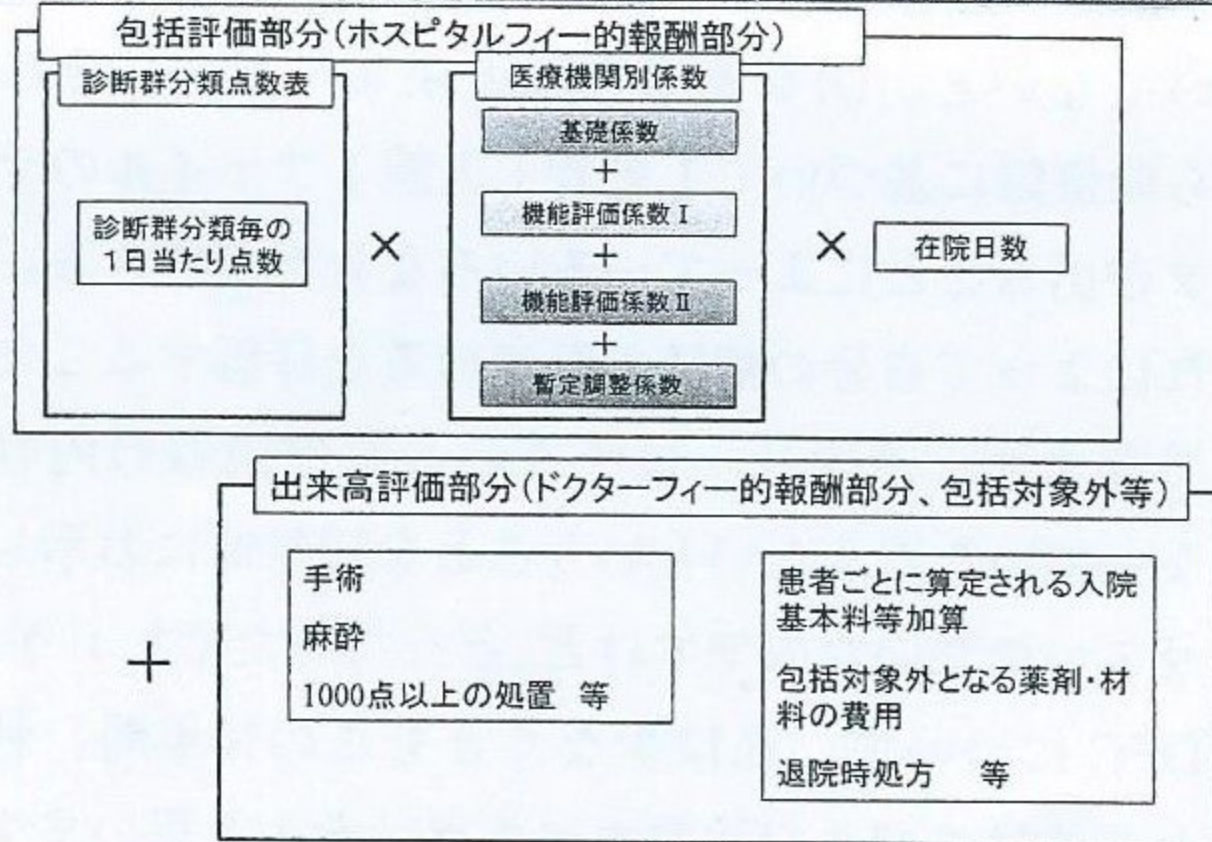 包括評価部分(ホスピタルフィー的報酬部分)
診断群分類点数表
診断群分類毎の
1日当たり点数
×
医療機関別係数
基礎係数
+
機能評価係数Ⅰ
+
機能評価係数Ⅱ
+
暫定調整係数
×
在院日数
+
出来高評価部分(ドクターフィー的報酬部分、包括対象外等)
手術
麻酔
1000点以上の処置 等
患者ごとに算定される入院
基本料等加算
包括対象外となる薬剤・材
料の費用
退院時処方 等